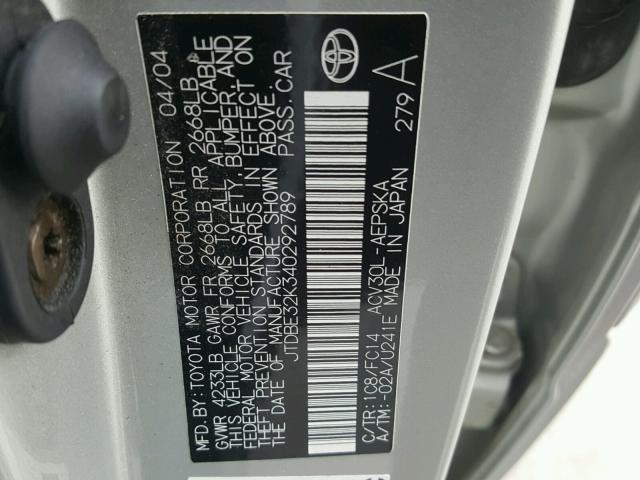 MFD. BY: TOYOTA MOTOR CORPORATION 04/04
GVWR 4233LB GAWR FR 2668LB RR 2668LB
THIS VEHICLE CONFORMS TO ALL APPLICABLE
FEDERAL MOTOR VEHICLE SAFETY, BUMPER, AND
THEFT PREVENTION STANDARDS IN EFFECT ON
THE DATE OF MANUFACTURE SHOWN ABOVE.
JTDBE32K340292789 PASS. CAR
C/TR: 1C8/FC14 ACV30L-AEPSKA 279 A
A/TM: -02A/U241E MADE IN JAPAN